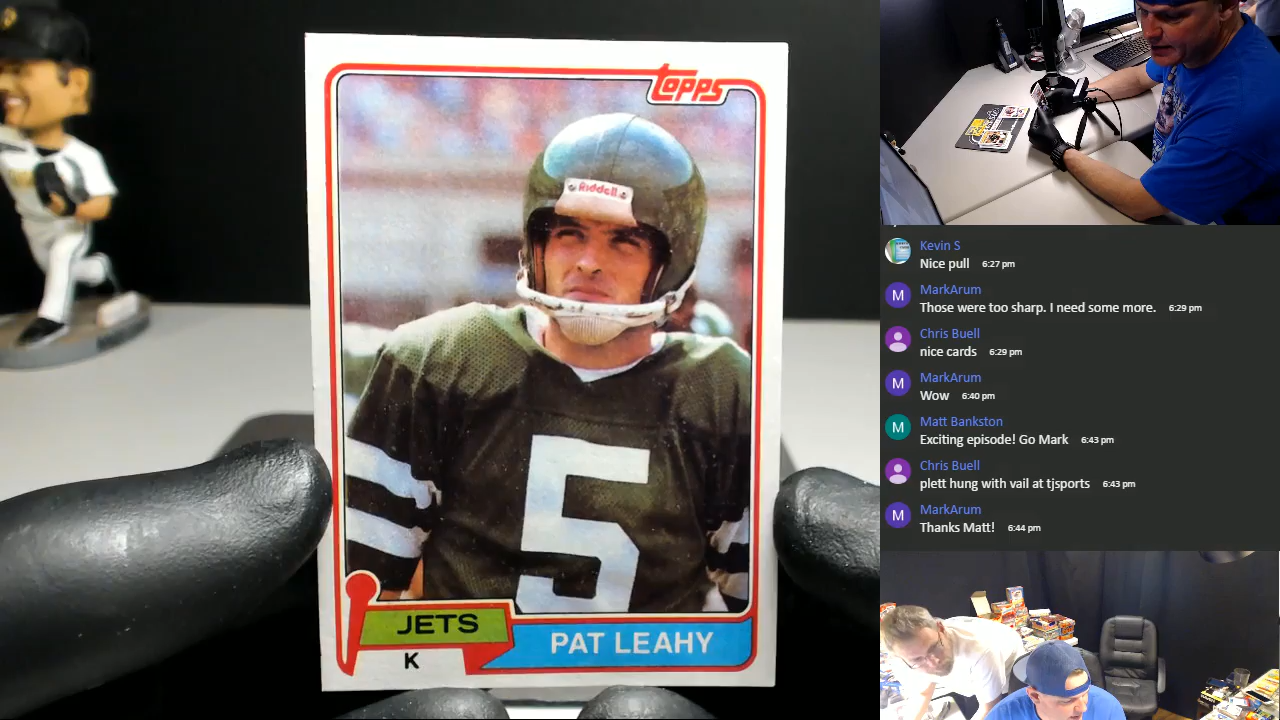 Topps
Riddell
5
JETS
K
PAT LEAHY
Kevin S
Nice pull 6:27 pm
M
MarkArum
Those were too sharp. I need some more. 6:29 pm
Chris Buell
nice cards 6:29 pm
M
MarkArum
Wow 6:40 pm
M
Matt Bankston
Exciting episode! Go Mark 6:43 pm
Chris Buell
plett hung with vail at tjsports 6:43 pm
M
MarkArum
Thanks Matt! 6:44 pm